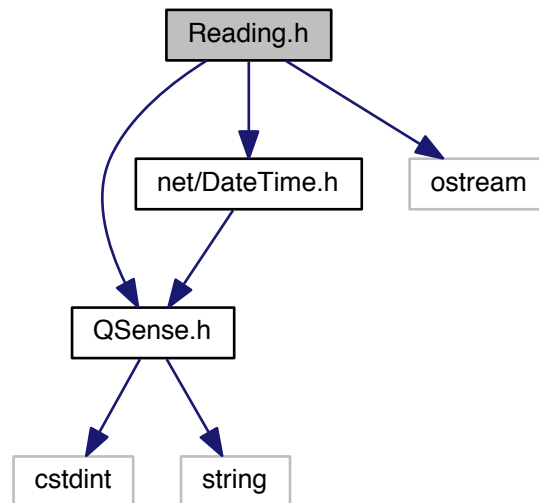 Reading.h
net/DateTime.h
ostream
QSense.h
cstdint
string